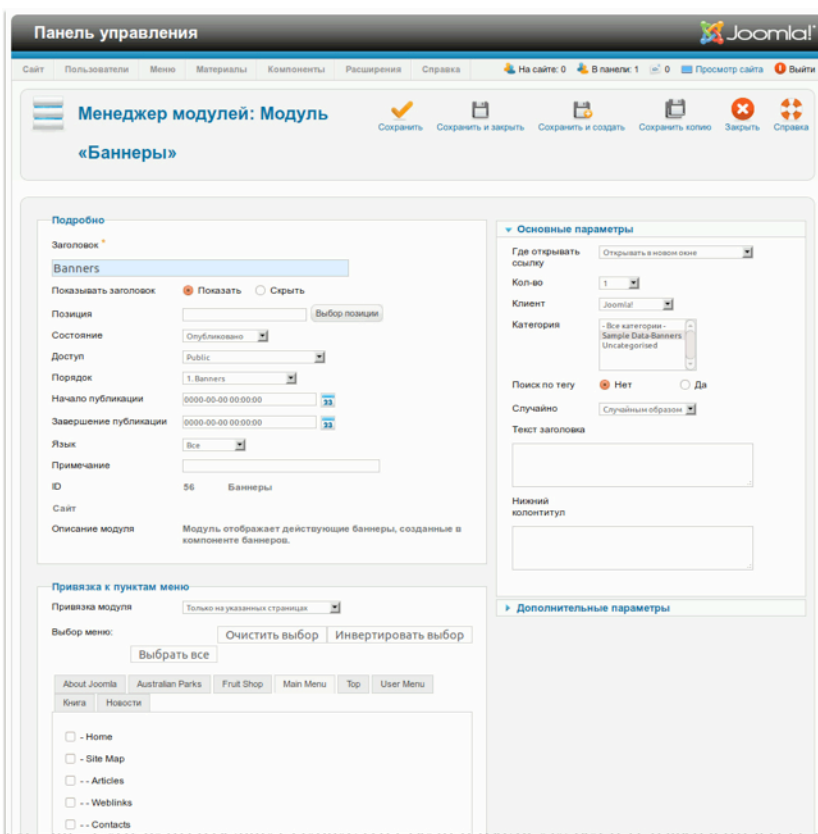 Панель управления
Joomla!
Сайт Пользователи Меню Материалы Компоненты Расширения Справка На сайте: 0 В панели: 1 0 Просмотр сайта Выйти
Менеджер модулей: Модуль
«Баннеры»
Сохранить Сохранить и закрыть Сохранить и создать Сохранить копию Закрыть Справка
Подробно
Заголовок *
Banners
Показывать заголовок Показать Скрыть
Позиция Выбор позиции
Состояние Опубликовано
Доступ Public
Порядок 1. Banners
Начало публикации 0000-00-00 00:00:00 23
Завершение публикации 0000-00-00 00:00:00 23
Язык Все
Примечание
ID 56 Баннеры
Сайт
Описание модуля Модуль отображает действующие баннеры, созданные в
компоненте баннеров.
Привязка к пунктам меню
Привязка модуля Только на указанных страницах
Выбор меню: Очистить выбор Инвертировать выбор
Выбрать все
About Joomla Australian Parks Fruit Shop Main Menu Top User Menu
Книга Новости
- Home
- Site Map
- - Articles
- - Weblinks
- - Contacts
Основные параметры
Где открывать
ссылку
Открывать в новом окне
Кол-во 1
Клиент Joomla!
Категория - Все категории -
Sample Data-Banners
Uncategorised
Поиск по тегу Нет Да
Случайно Случайным образом
Текст заголовка
Нижний
колонтитул
Дополнительные параметры